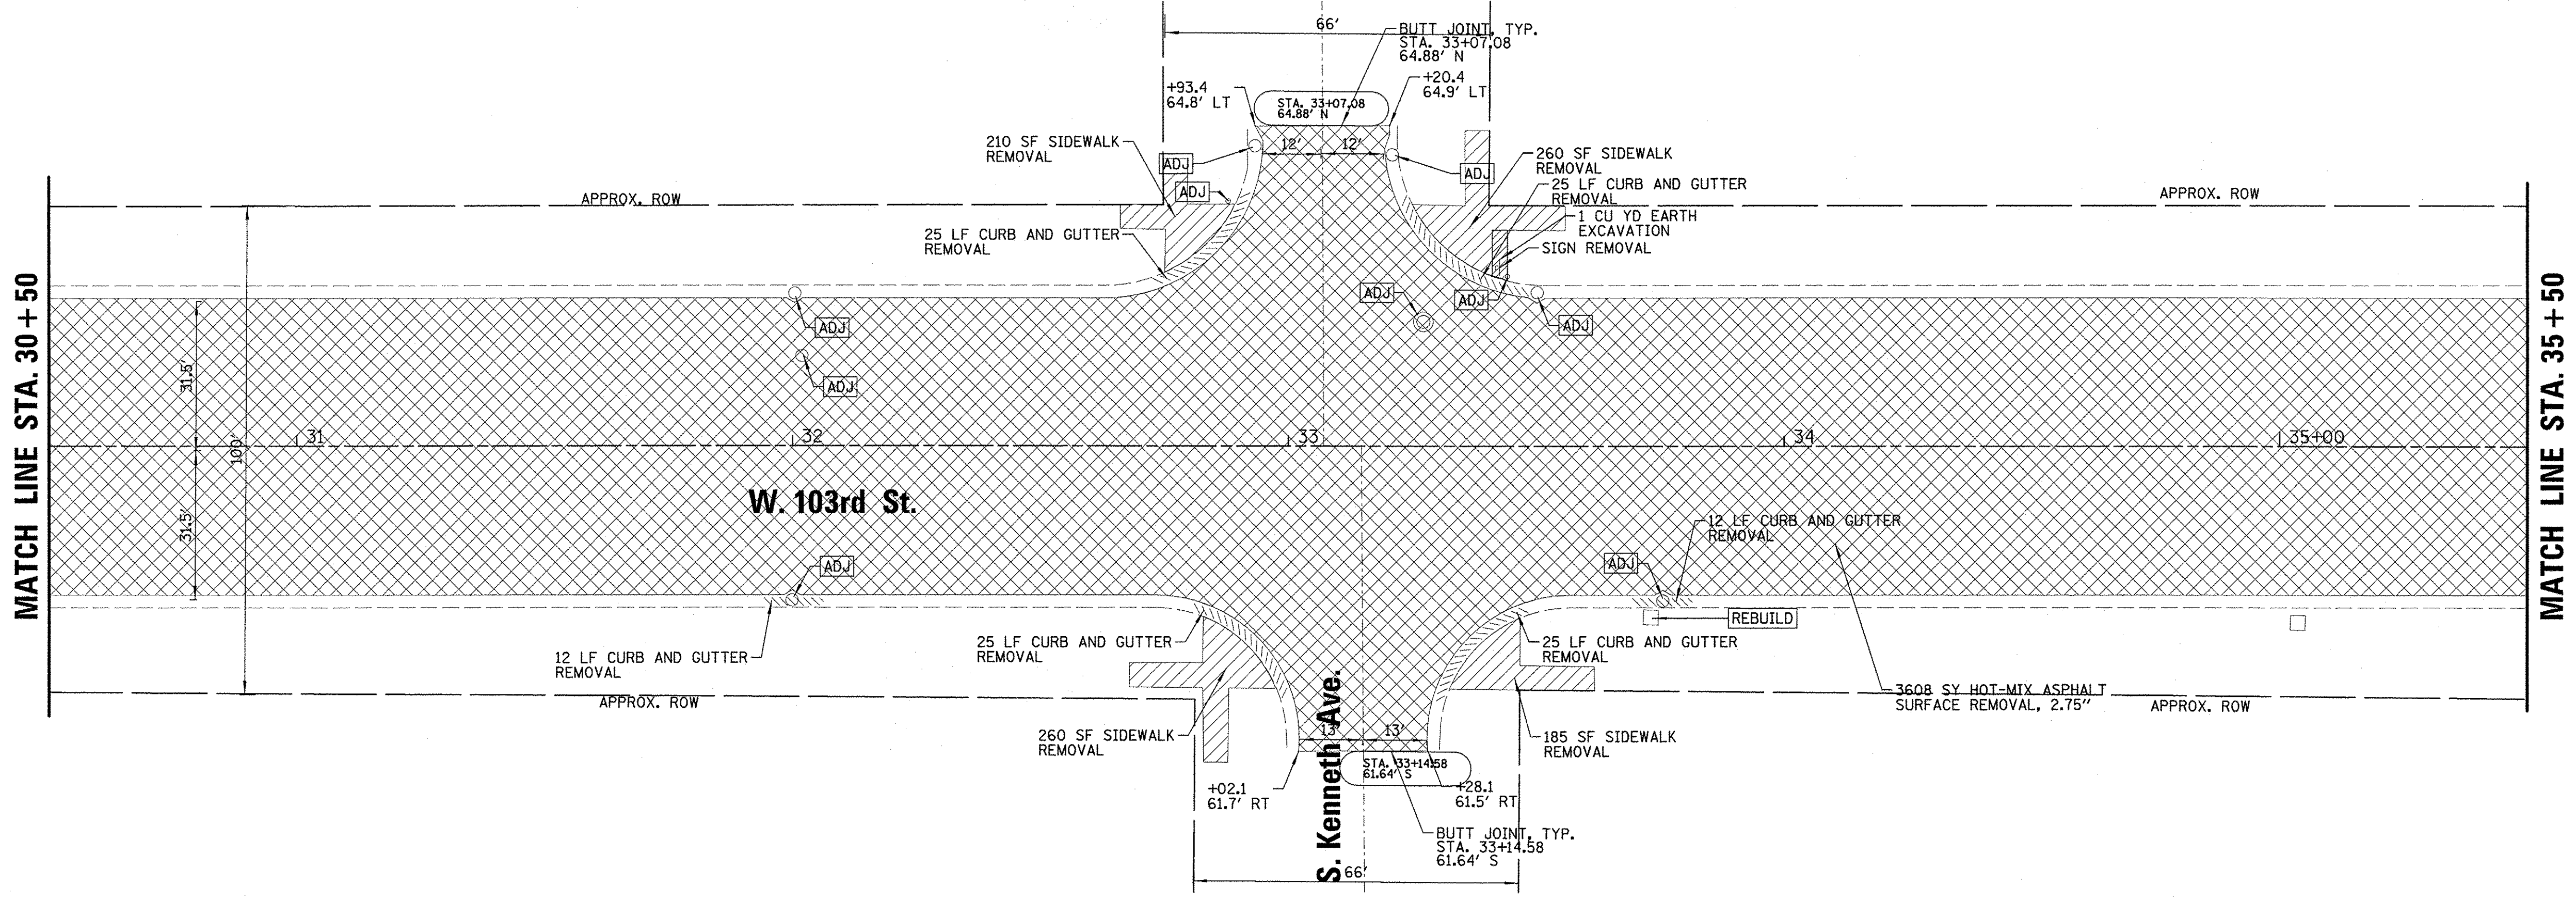 66'
BUTT JOINT, TYP.
STA. 33+07.08
64.88' N
+93.4
64.8' LT
STA. 33+07.08
64.88' N
+20.4
64.9' LT
210 SF SIDEWALK
REMOVAL
ADJ
ADJ
12'
12'
ADJ
260 SF SIDEWALK
REMOVAL
25 LF CURB AND GUTTER
REMOVAL
1 CU YD EARTH
EXCAVATION
SIGN REMOVAL
APPROX. ROW
APPROX. ROW
25 LF CURB AND GUTTER
REMOVAL
MATCH LINE STA. 30+50
MATCH LINE STA. 35+50
ADJ
ADJ
ADJ
ADJ
ADJ
31.5'
100'
31
32
33
34
35+00
31.5'
W. 103rd St.
ADJ
ADJ
12 LF CURB AND GUTTER
REMOVAL
REBUILD
12 LF CURB AND GUTTER
REMOVAL
25 LF CURB AND GUTTER
REMOVAL
25 LF CURB AND GUTTER
REMOVAL
3608 SY HOT-MIX ASPHALT
SURFACE REMOVAL, 2.75"
APPROX. ROW
APPROX. ROW
260 SF SIDEWALK
REMOVAL
185 SF SIDEWALK
REMOVAL
13'
13'
S. Kenneth Ave.
STA. 33+14.58
61.64' S
+02.1
61.7' RT
+28.1
61.5' RT
BUTT JOINT, TYP.
STA. 33+14.58
61.64' S
66'